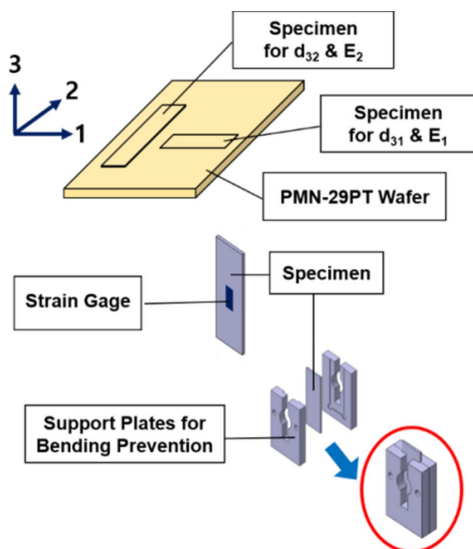 Specimen
for d32 & E2
3
2
1
Specimen
for d31 & E1
PMN-29PT Wafer
Specimen
Strain Gage
Support Plates for
Bending Prevention